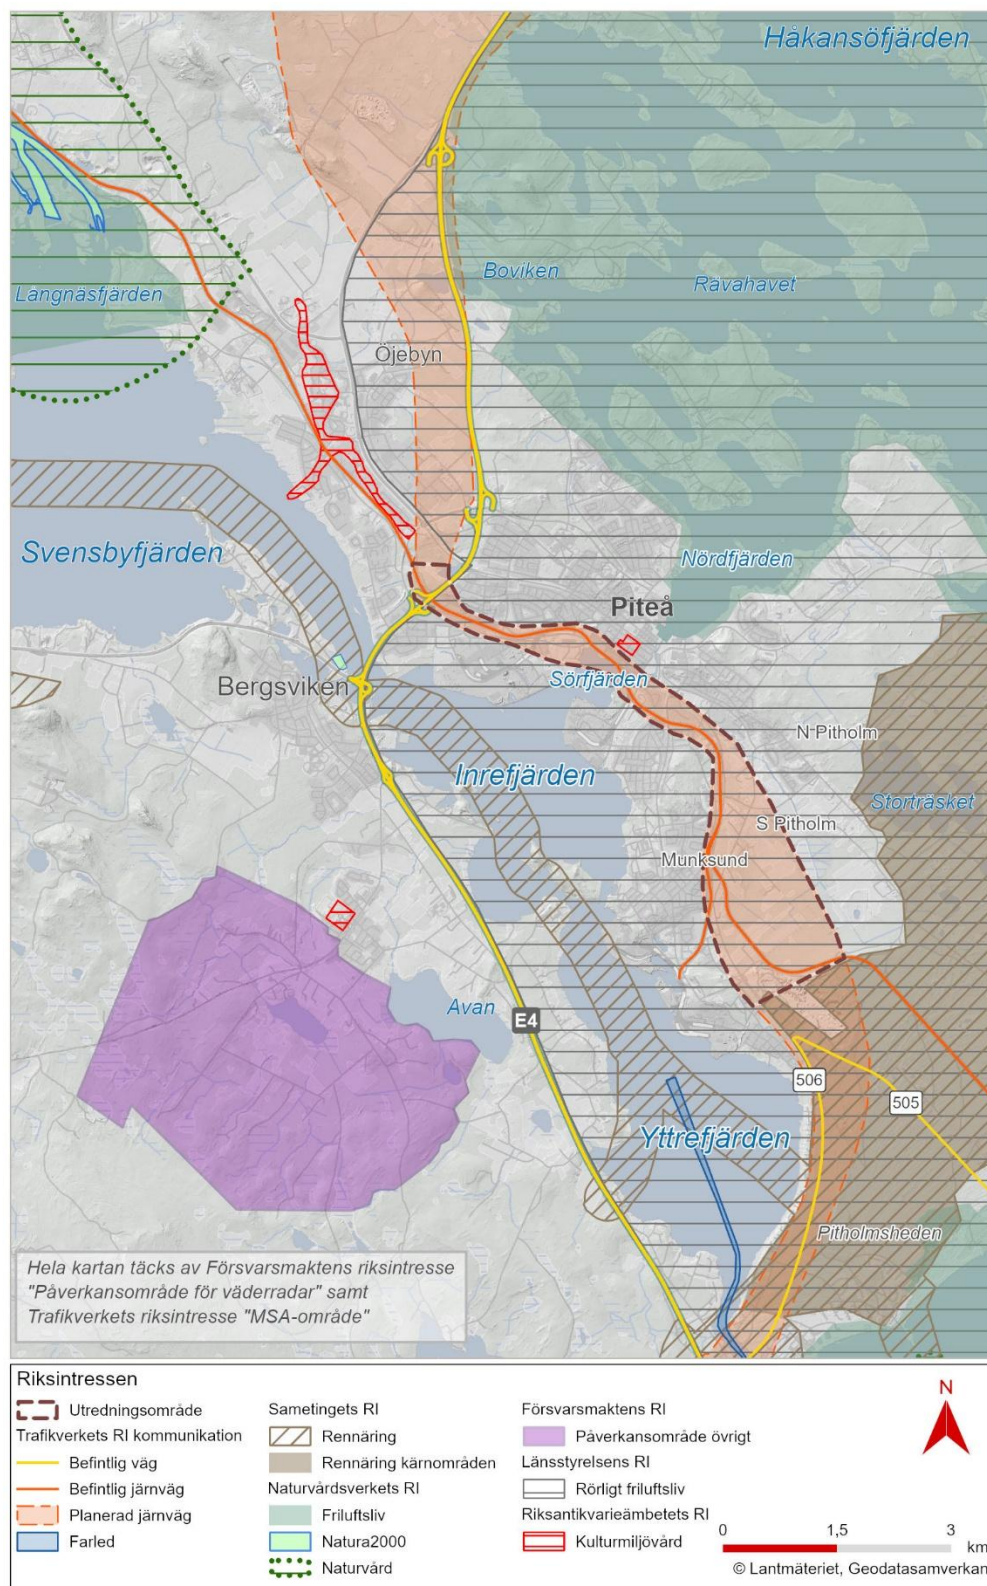 Håkansöfjärden
Boviken
Rävahavet
Långnäsfjärden
Öjebyn
Svensbyfjärden
Nördfjärden
Piteå
Sörfjärden
Bergsviken
N Pitholm
Inrefjärden
Storträsket
S Pitholm
Munksund
Avan
E4
506
505
Yttrefjärden
Pitholmsheden
Hela kartan täcks av Försvarsmaktens riksintresse
"Påverkansområde för väderradar" samt
Trafikverkets riksintresse "MSA-område"
Riksintressen
Utredningsområde
Trafikverkets RI kommunikation
Befintlig väg
Befintlig järnväg
Planerad järnväg
Farled
Sametingets RI
Rennäring
Rennäring kärnområden
Naturvårdsverkets RI
Friluftsliv
Natura2000
Naturvård
Försvarsmaktens RI
Påverkansområde övrigt
Länsstyrelsens RI
Rörligt friluftsliv
Riksantikvarieämbetets RI
Kulturmiljövård
N
0 1,5 3
km
© Lantmäteriet, Geodatasamverkan